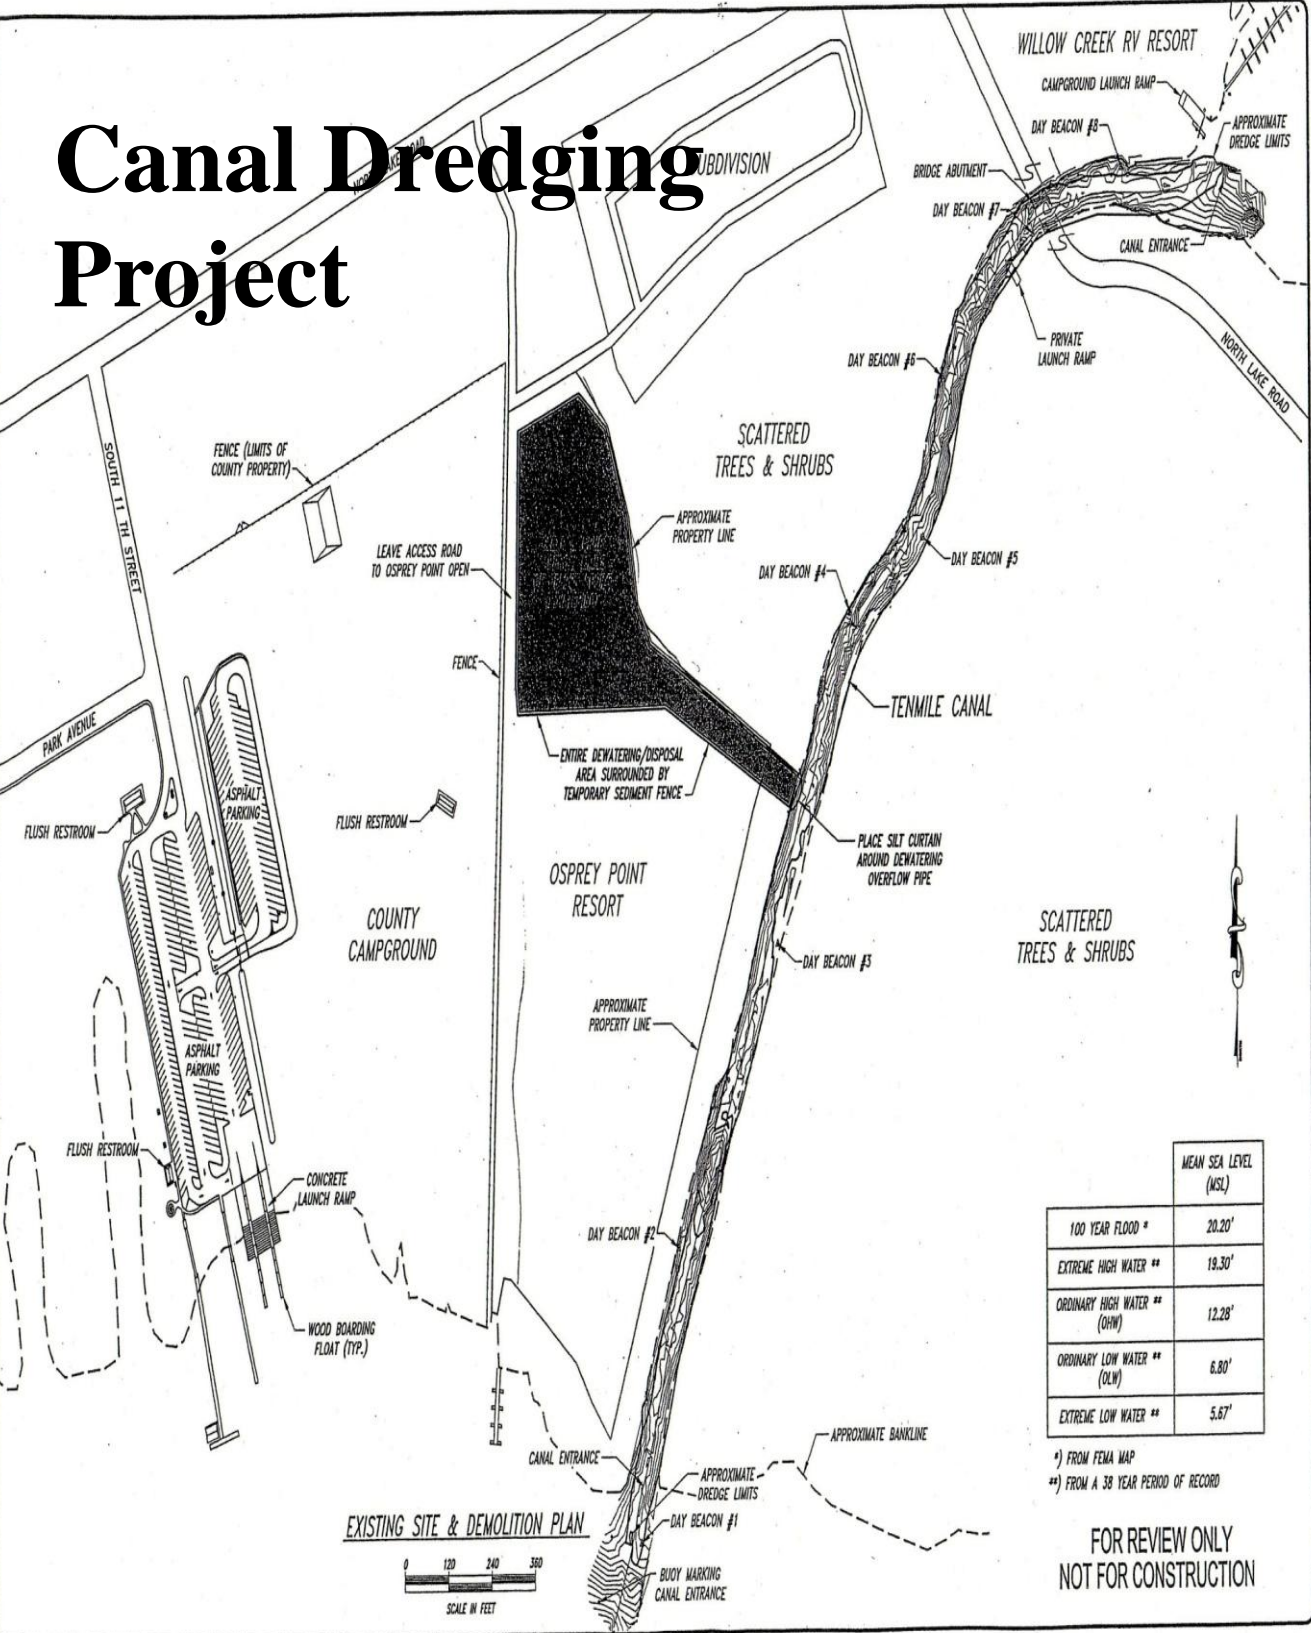 Canal Dredging
Project
WILLOW CREEK RV RESORT
CAMPGROUND LAUNCH RAMP
DAY BEACON #8
APPROXIMATE
DREDGE LIMITS
BRIDGE ABUTMENT
DAY BEACON #7
CANAL ENTRANCE
PRIVATE
LAUNCH RAMP
NORTH LAKE ROAD
DAY BEACON #6
SCATTERED
TREES & SHRUBS
FENCE (LIMITS OF
COUNTY PROPERTY)
SOUTH 11 TH STREET
APPROXIMATE
PROPERTY LINE
LEAVE ACCESS ROAD
TO OSPREY POINT OPEN
DAY BEACON #5
DAY BEACON #4
FENCE
TENMILE CANAL
PARK AVENUE
ENTIRE DEWATERING/DISPOSAL
AREA SURROUNDED BY
TEMPORARY SEDIMENT FENCE
ASPHALT
PARKING
FLUSH RESTROOM
FLUSH RESTROOM
PLACE SILT CURTAIN
AROUND DEWATERING
OVERFLOW PIPE
OSPREY POINT
RESORT
COUNTY
CAMPGROUND
SCATTERED
TREES & SHRUBS
DAY BEACON #3
APPROXIMATE
PROPERTY LINE
ASPHALT
PARKING
FLUSH RESTROOM
CONCRETE
LAUNCH RAMP
DAY BEACON #2
WOOD BOARDING
FLOAT (TYP.)
MEAN SEA LEVEL
(MSL)
100 YEAR FLOOD * 20.20'
EXTREME HIGH WATER ** 19.30'
ORDINARY HIGH WATER **
(OHW) 12.28'
ORDINARY LOW WATER **
(OLW) 6.80'
EXTREME LOW WATER ** 5.67'
*) FROM FEMA MAP
**) FROM A 38 YEAR PERIOD OF RECORD
APPROXIMATE BANKLINE
CANAL ENTRANCE
APPROXIMATE
DREDGE LIMITS
DAY BEACON #1
BUOY MARKING
CANAL ENTRANCE
EXISTING SITE & DEMOLITION PLAN
0 120 240 360
SCALE IN FEET
FOR REVIEW ONLY
NOT FOR CONSTRUCTION